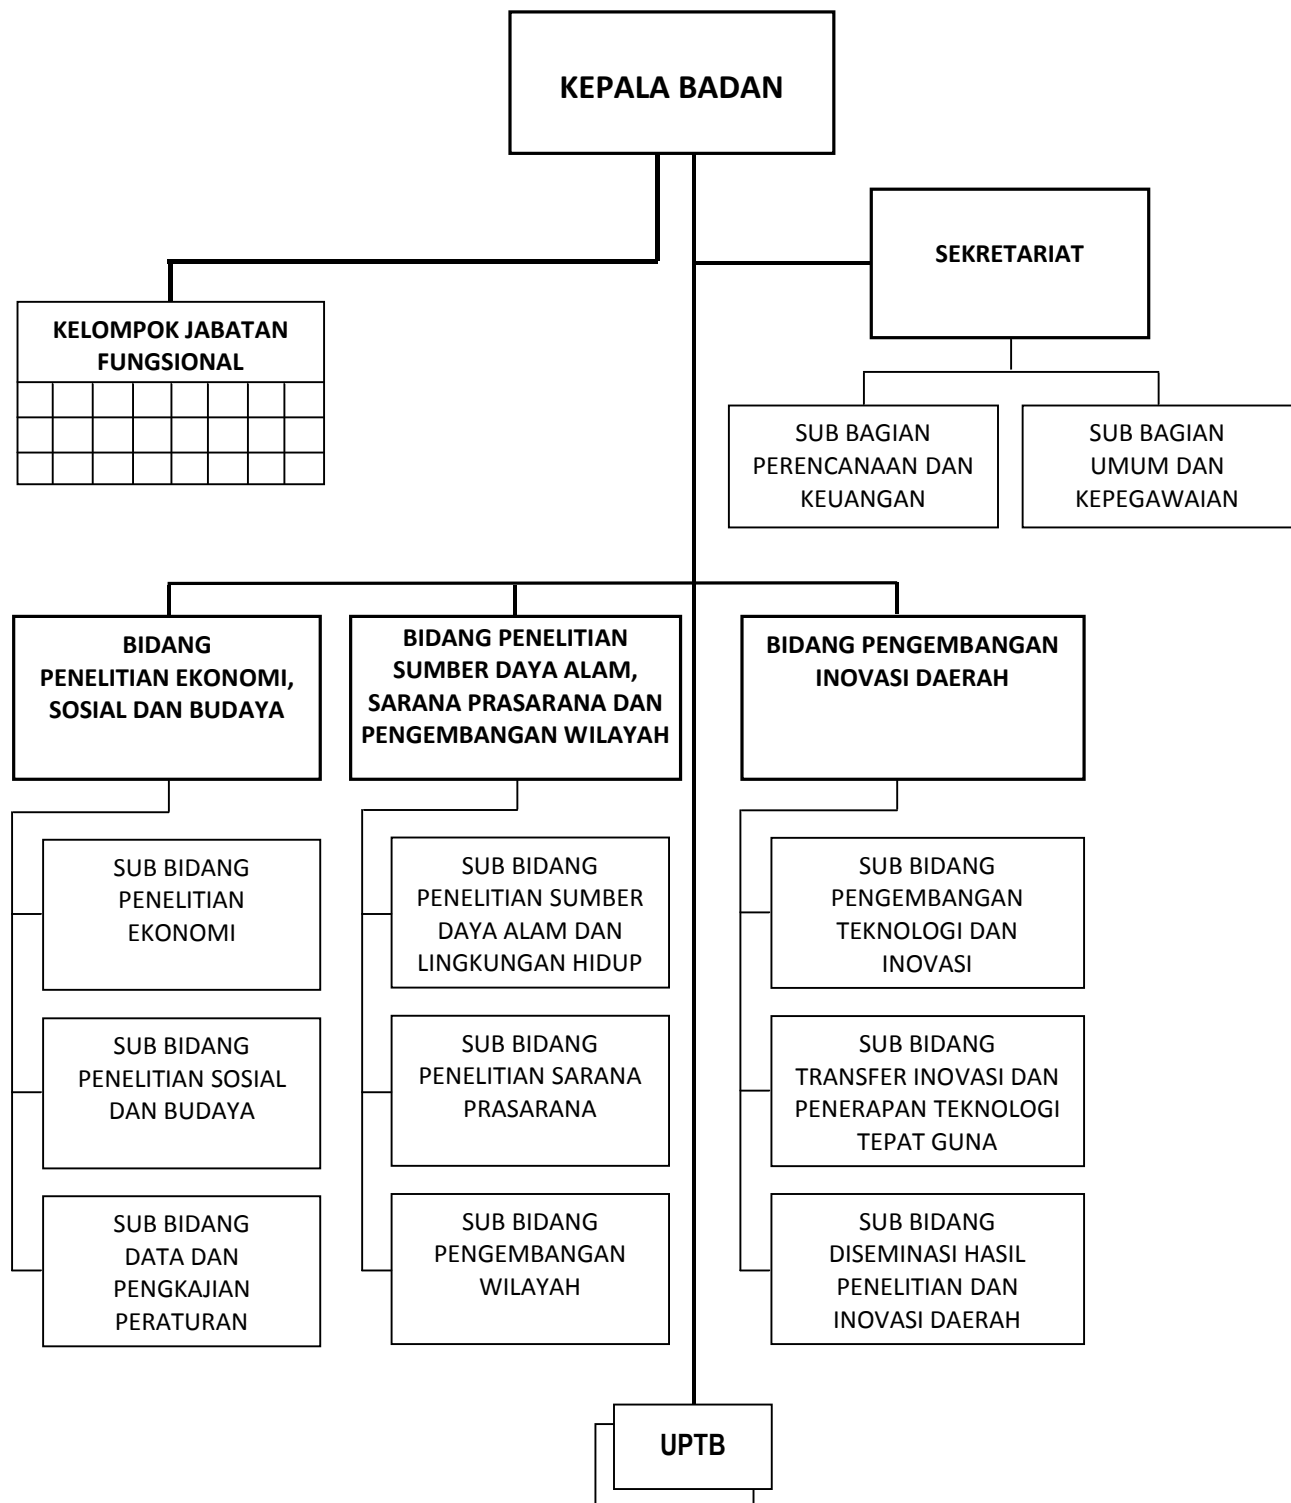 KEPALA BADAN
SEKRETARIAT
KELOMPOK JABATAN
FUNGSIONAL
SUB BAGIAN
PERENCANAAN DAN
KEUANGAN
SUB BAGIAN
UMUM DAN
KEPEGAWAIAN
BIDANG
PENELITIAN EKONOMI,
SOSIAL DAN BUDAYA
BIDANG PENELITIAN
SUMBER DAYA ALAM,
SARANA PRASARANA DAN
PENGEMBANGAN WILAYAH
BIDANG PENGEMBANGAN
INOVASI DAERAH
SUB BIDANG
PENELITIAN
EKONOMI
SUB BIDANG
PENELITIAN SUMBER
DAYA ALAM DAN
LINGKUNGAN HIDUP
SUB BIDANG
PENGEMBANGAN
TEKNOLOGI DAN
INOVASI
SUB BIDANG
PENELITIAN SOSIAL
DAN BUDAYA
SUB BIDANG
PENELITIAN SARANA
PRASARANA
SUB BIDANG
TRANSFER INOVASI DAN
PENERAPAN TEKNOLOGI
TEPAT GUNA
SUB BIDANG
DATA DAN
PENGKAJIAN
PERATURAN
SUB BIDANG
PENGEMBANGAN
WILAYAH
SUB BIDANG
DISEMINASI HASIL
PENELITIAN DAN
INOVASI DAERAH
UPTB